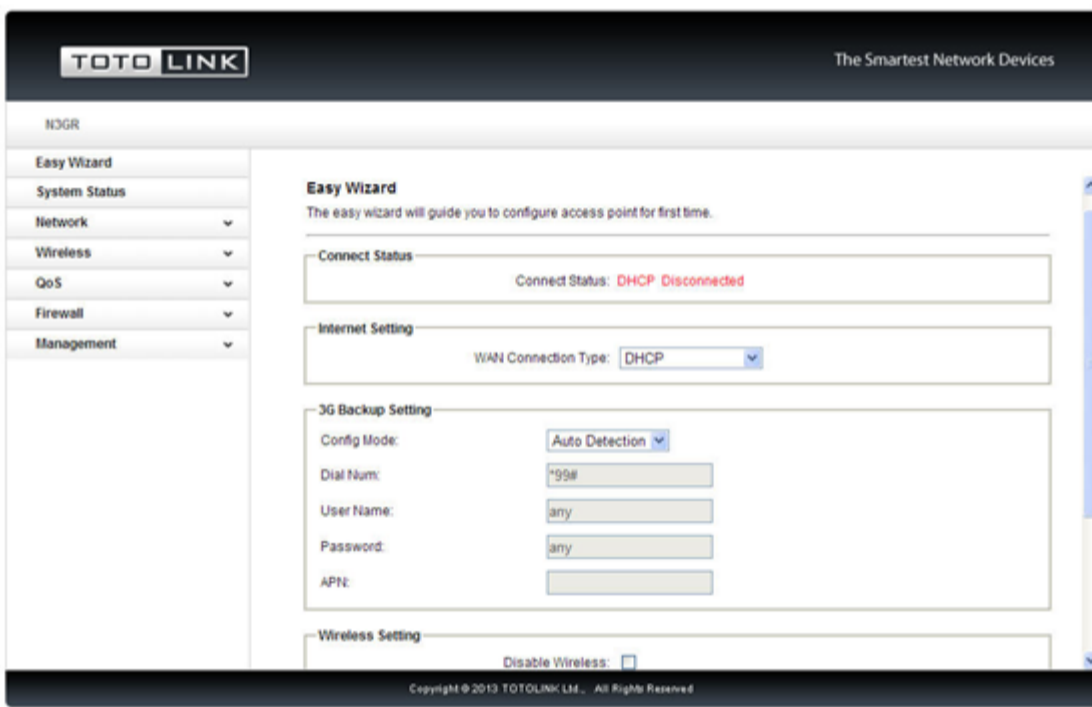 TOTO LINK
The Smartest Network Devices
N3GR
Easy Wizard
System Status
Network
Wireless
QoS
Firewall
Management
Easy Wizard
The easy wizard will guide you to configure access point for first time.
Connect Status
Connect Status: DHCP Disconnected
Internet Setting
WAN Connection Type: DHCP
3G Backup Setting
Config Mode: Auto Detection
Dial Num: *99#
User Name: any
Password: any
APN:
Wireless Setting
Disable Wireless:
Copyright © 2013 TOTOLINK Ltd., All Rights Reserved